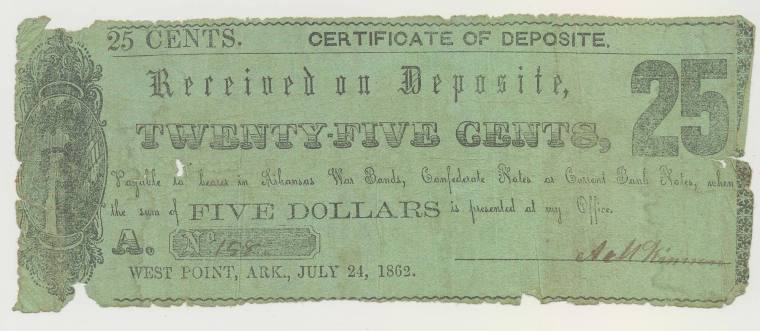 25 CENTS. CERTIFICATE OF DEPOSITE.
Received on Deposite,
TWENTY-FIVE CENTS, 25
Payable to bearer in Arkansas War Bonds, Confederate Notes or Current Bank Notes, when
the sum of FIVE DOLLARS is presented at my Office.
A. No 158
WEST POINT, ARK., JULY 24, 1862.